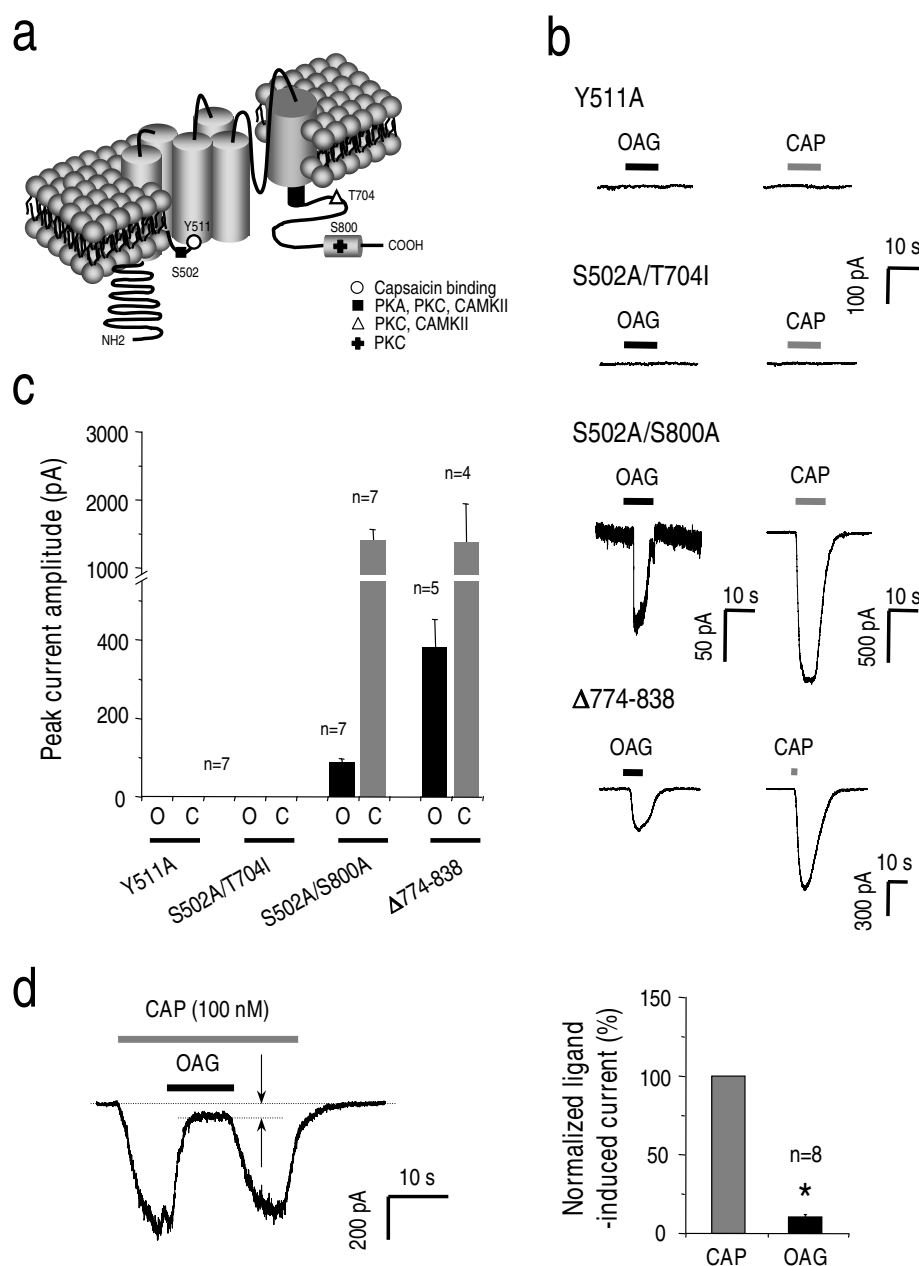 a
Y511
S502
T704
S800
COOH
NH2
Capsaicin binding
PKA, PKC, CAMKII
PKC, CAMKII
PKC
b
Y511A
OAG CAP
10 s
100 pA
S502A/T704I
OAG CAP
S502A/S800A
OAG CAP
10 s 10 s
50 pA 500 pA
Δ774-838
OAG CAP
10 s
300 pA
c
Peak current amplitude (pA)
3000
2000
1000
400
200
0
n=7
n=7
n=7
n=5
n=4
O C O C O C O C
Y511A
S502A/T704I
S502A/S800A
Δ774-838
d
CAP (100 nM)
OAG
10 s
200 pA
Normalized ligand
-induced current (%)
150
100
50
0
n=8
*
CAP OAG